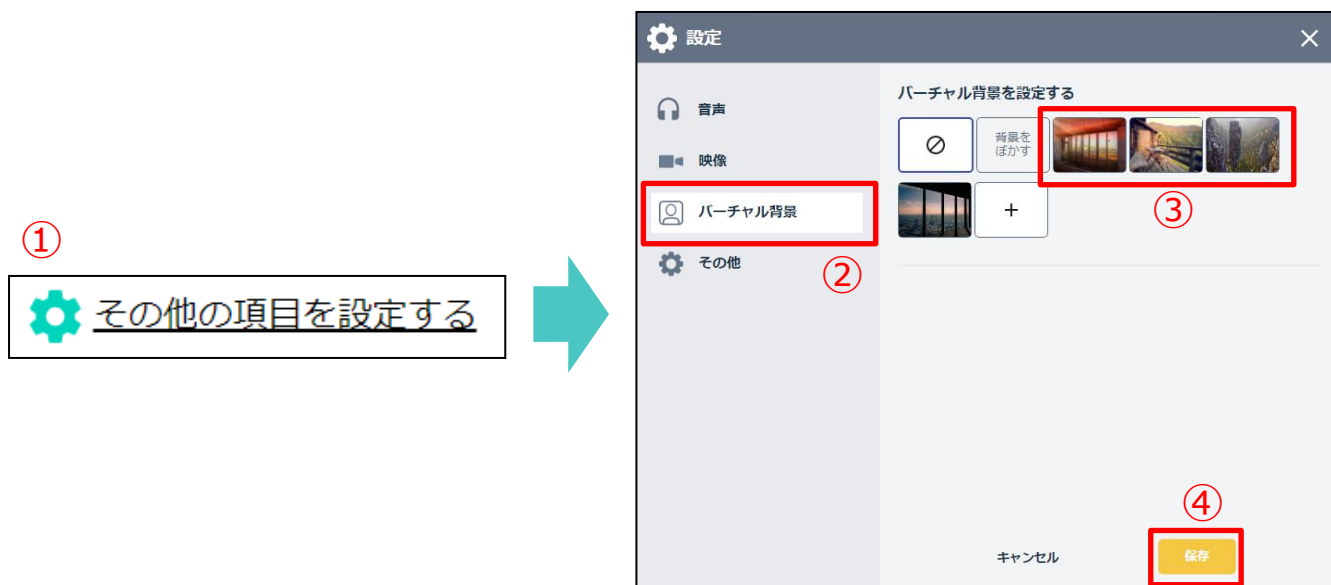 ①
その他の項目を設定する
設定
音声
映像
バーチャル背景
②
その他
バーチャル背景を設定する
背景を
ぼかす
③
+
④
キャンセル
保存